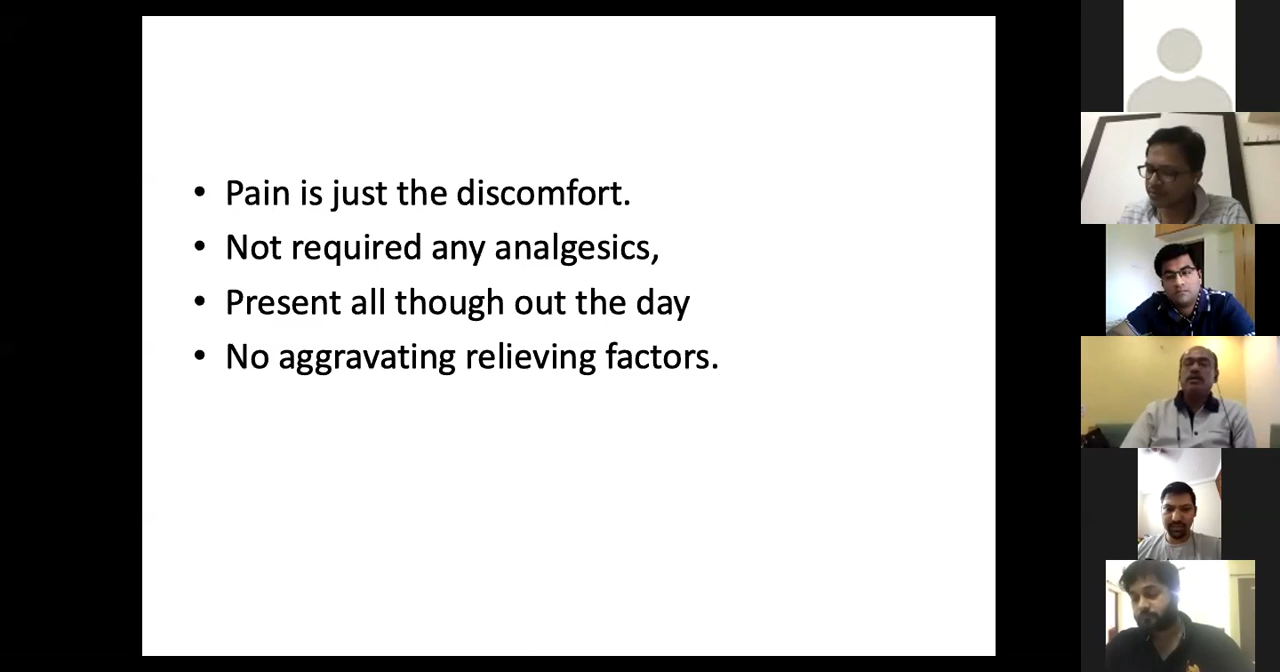 • Pain is just the discomfort.
• Not required any analgesics,
• Present all though out the day
• No aggravating relieving factors.